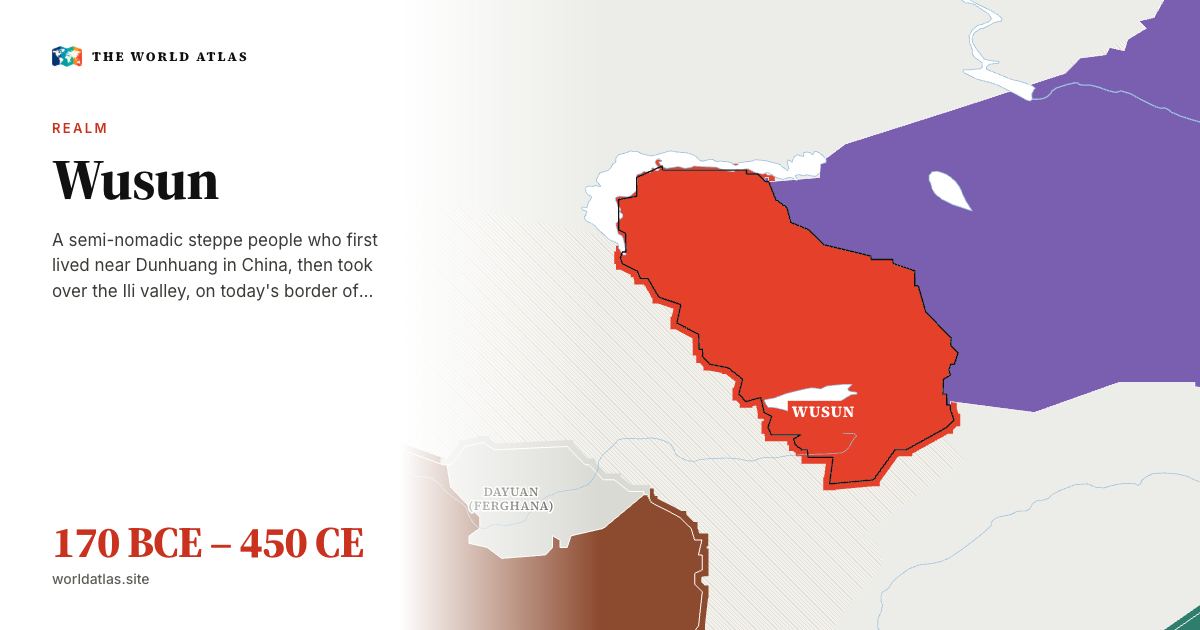 THE WORLD ATLAS
REALM
Wusun
A semi-nomadic steppe people who first
lived near Dunhuang in China, then took
over the Ili valley, on today's border of...
170 BCE – 450 CE
worldatlas.site
WUSUN
DAYUAN
(FERGHANA)